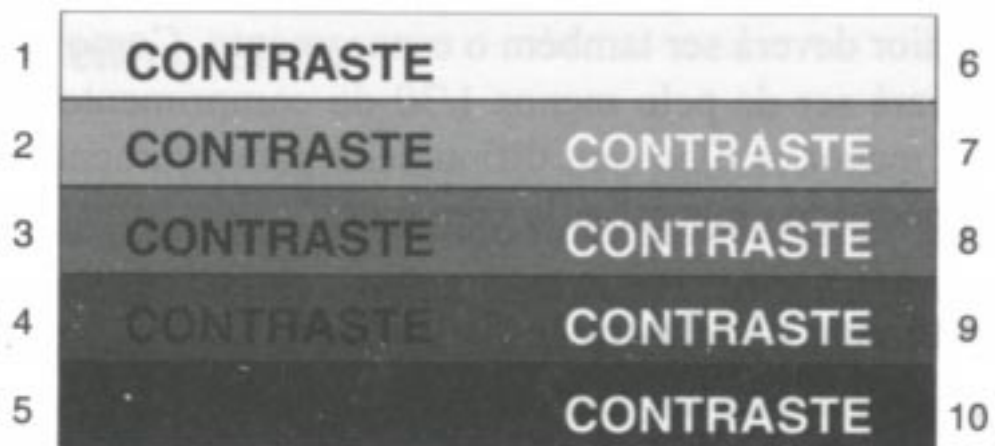 1 CONTRASTE 6
2 CONTRASTE CONTRASTE 7
3 CONTRASTE CONTRASTE 8
4 CONTRASTE CONTRASTE 9
5 CONTRASTE 10